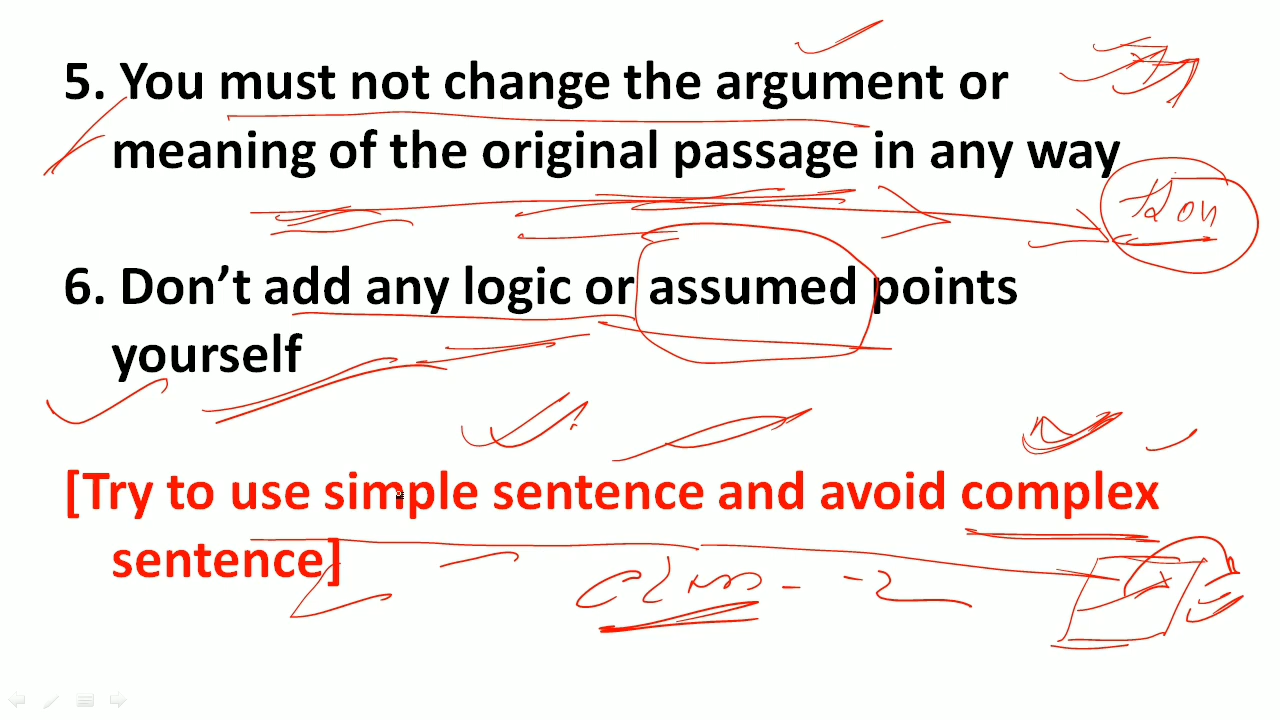 5. You must not change the argument or
meaning of the original passage in any way
6. Don’t add any logic or assumed points
yourself
[Try to use simple sentence and avoid complex
sentence]